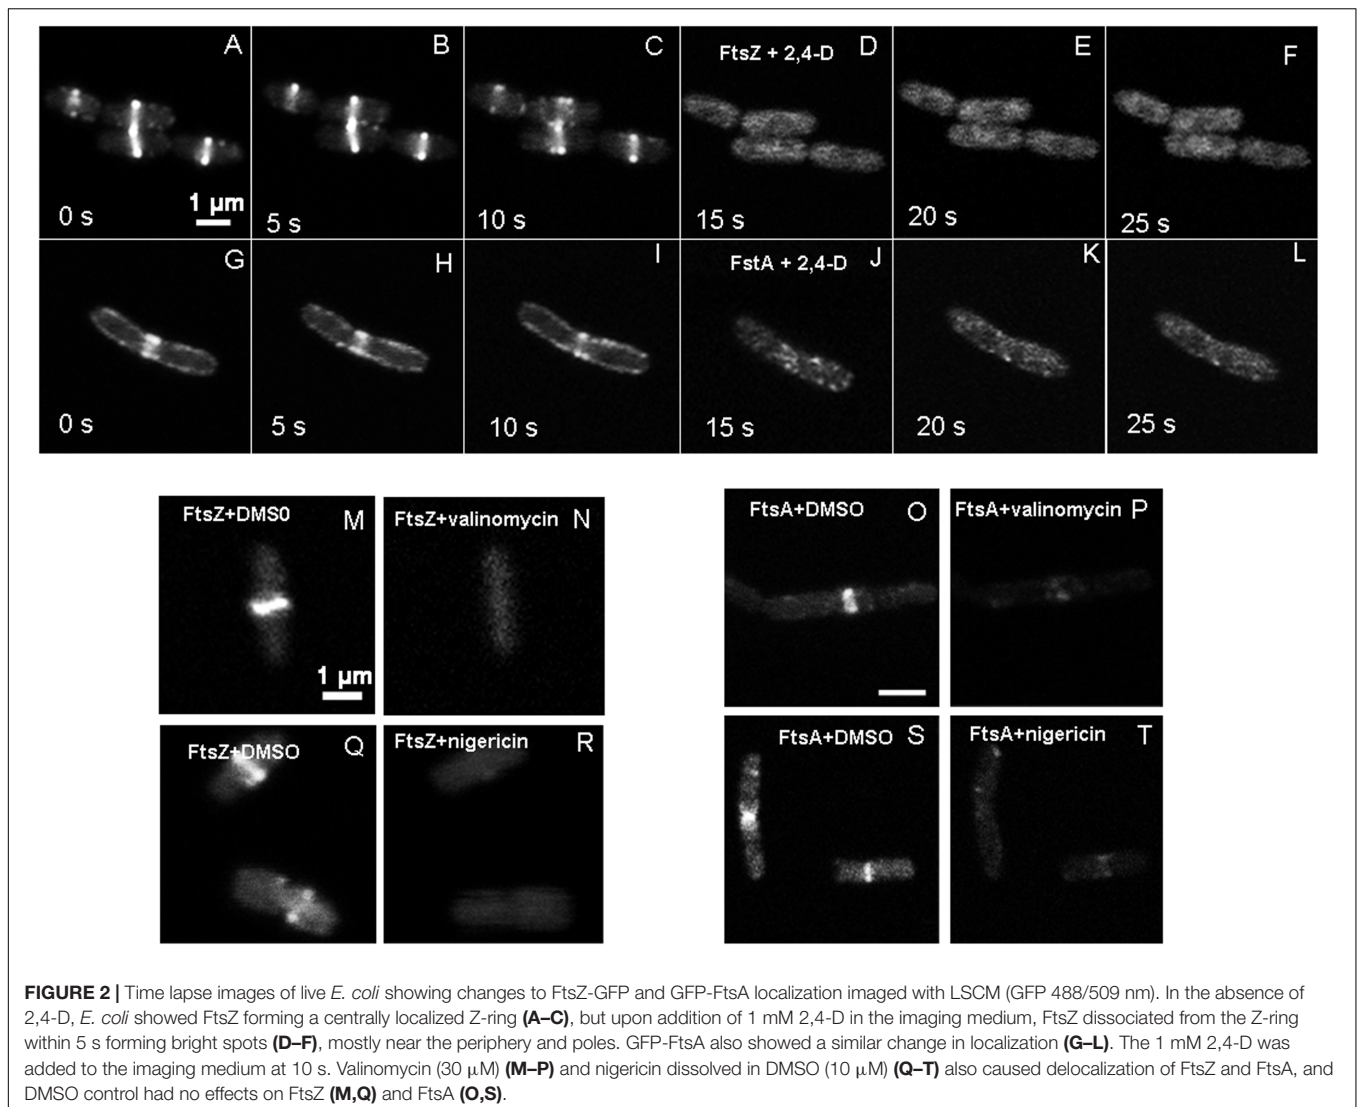 A
B
C
FtsZ + 2,4-D D
E
F
1 µm
0 s
5 s
10 s
15 s
20 s
25 s
G
H
I
FstA + 2,4-D J
K
L
0 s
5 s
10 s
15 s
20 s
25 s
FtsZ+DMS0 M
1 µm
FtsZ+valinomycin N
FtsA+DMSO O
FtsA+valinomycin P
FtsZ+DMSO Q
FtsZ+nigericin R
FtsA+DMSO S
FtsA+nigericin T
FIGURE 2 | Time lapse images of live E. coli showing changes to FtsZ-GFP and GFP-FtsA localization imaged with LSCM (GFP 488/509 nm). In the absence of
2,4-D, E. coli showed FtsZ forming a centrally localized Z-ring (A–C), but upon addition of 1 mM 2,4-D in the imaging medium, FtsZ dissociated from the Z-ring
within 5 s forming bright spots (D–F), mostly near the periphery and poles. GFP-FtsA also showed a similar change in localization (G–L). The 1 mM 2,4-D was
added to the imaging medium at 10 s. Valinomycin (30 µM) (M–P) and nigericin dissolved in DMSO (10 µM) (Q–T) also caused delocalization of FtsZ and FtsA, and
DMSO control had no effects on FtsZ (M,Q) and FtsA (O,S).